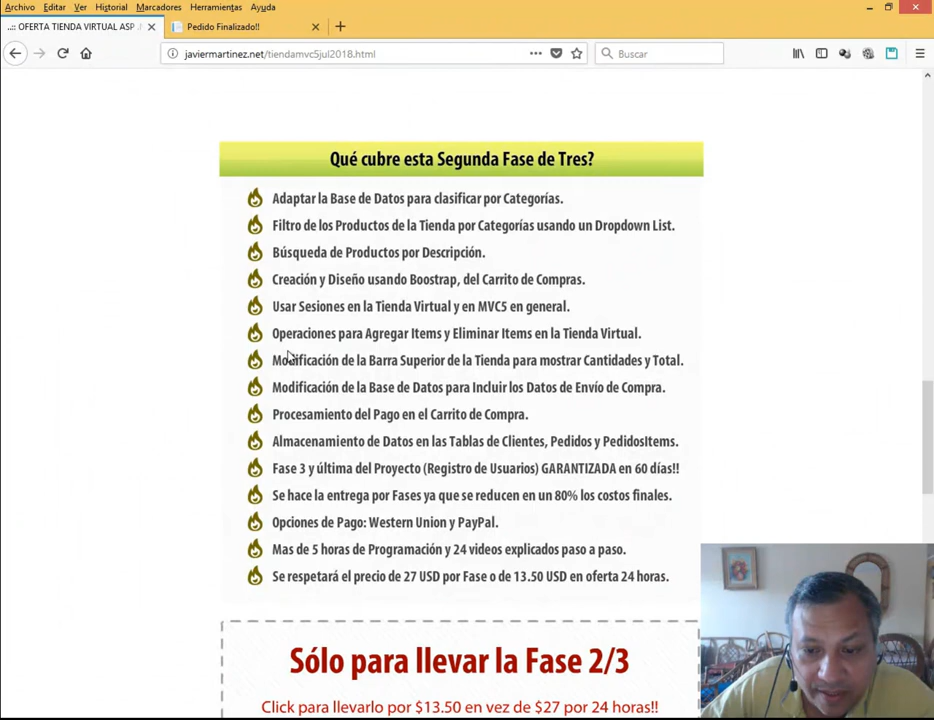 Archivo Editar Ver Historial Marcadores Herramientas Ayuda
..:: OFERTA TIENDA VIRTUAL ASP .
Pedido Finalizado!!
javiermartinez.net/tiendamvc5jul2018.html
Buscar
Qué cubre esta Segunda Fase de Tres?
Adaptar la Base de Datos para clasificar por Categorías.
Filtro de los Productos de la Tienda por Categorías usando un Dropdown List.
Búsqueda de Productos por Descripción.
Creación y Diseño usando Boostrap, del Carrito de Compras.
Usar Sesiones en la Tienda Virtual y en MVC5 en general.
Operaciones para Agregar Items y Eliminar Items en la Tienda Virtual.
Modificación de la Barra Superior de la Tienda para mostrar Cantidades y Total.
Modificación de la Base de Datos para Incluir los Datos de Envío de Compra.
Procesamiento del Pago en el Carrito de Compra.
Almacenamiento de Datos en las Tablas de Clientes, Pedidos y PedidosItems.
Fase 3 y última del Proyecto (Registro de Usuarios) GARANTIZADA en 60 días!!
Se hace la entrega por Fases ya que se reducen en un 80% los costos finales.
Opciones de Pago: Western Union y PayPal.
Mas de 5 horas de Programación y 24 videos explicados paso a paso.
Se respetará el precio de 27 USD por Fase o de 13.50 USD en oferta 24 horas.
Sólo para llevar la Fase 2/3
Click para llevarlo por $13.50 en vez de $27 por 24 horas!!